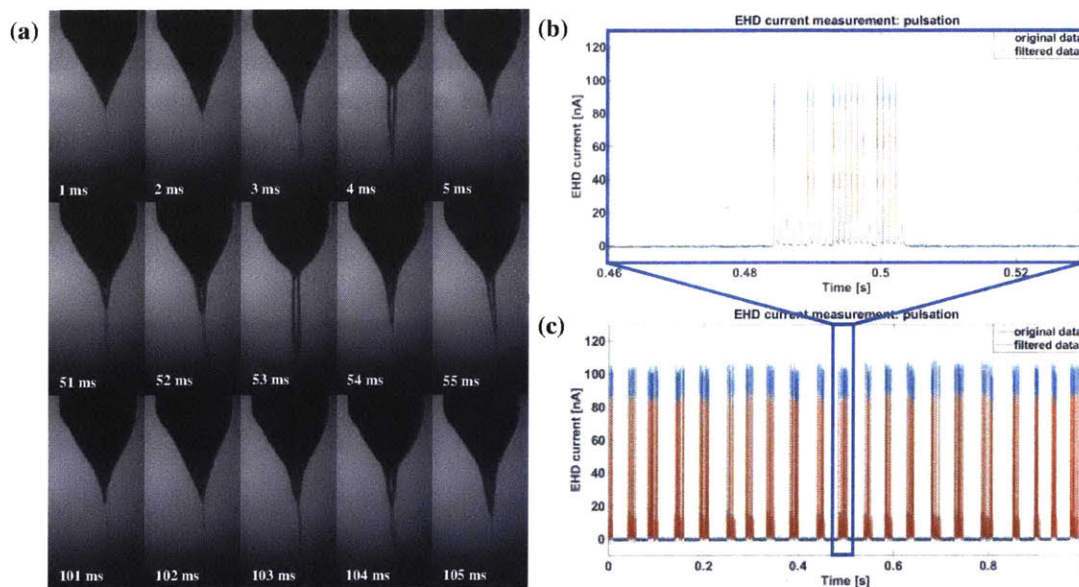 (a)
1 ms
2 ms
3 ms
4 ms
5 ms
51 ms
52 ms
53 ms
54 ms
55 ms
101 ms
102 ms
103 ms
104 ms
105 ms
(b)
EHD current measurement: pulsation
original data
filtered data
EHD current [nA]
120
100
80
60
40
20
0
0.46
0.48
0.5
0.52
Time [s]
(c)
EHD current measurement: pulsation
original data
filtered data
EHD current [nA]
120
100
80
60
40
20
0
0
0.2
0.4
0.6
0.8
Time [s]